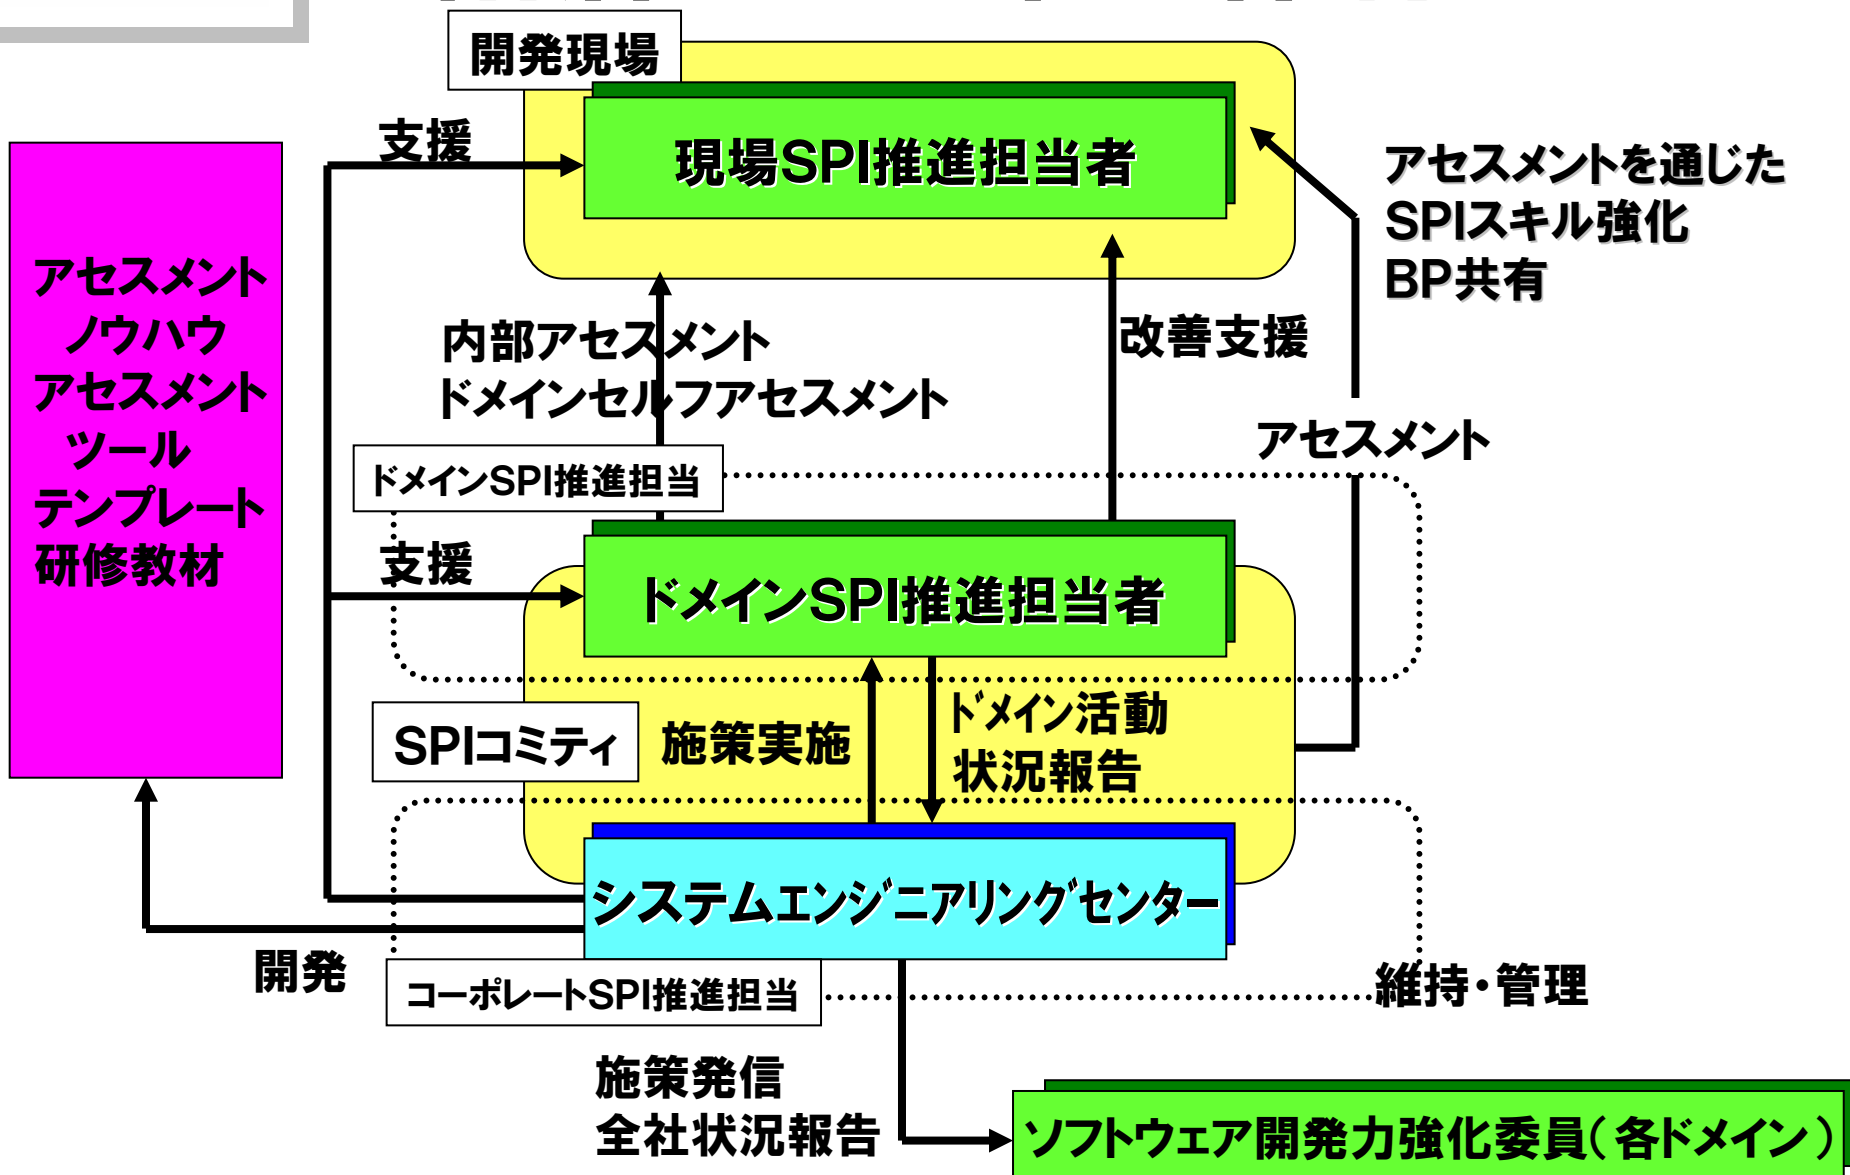 開発現場
支援
現場SPI推進担当者
アセスメントを通じた
SPIスキル強化
BP共有
アセスメント
ノウハウ
アセスメント
ツール
テンプレート
研修教材
内部アセスメント
ドメインセルフアセスメント
改善支援
アセスメント
ドメインSPI推進担当
支援
ドメインSPI推進担当者
SPIコミティ
施策実施
ドメイン活動
状況報告
システムエンジニアリングセンター
開発
コーポレートSPI推進担当
維持・管理
施策発信
全社状況報告
ソフトウェア開発力強化委員(各ドメイン)